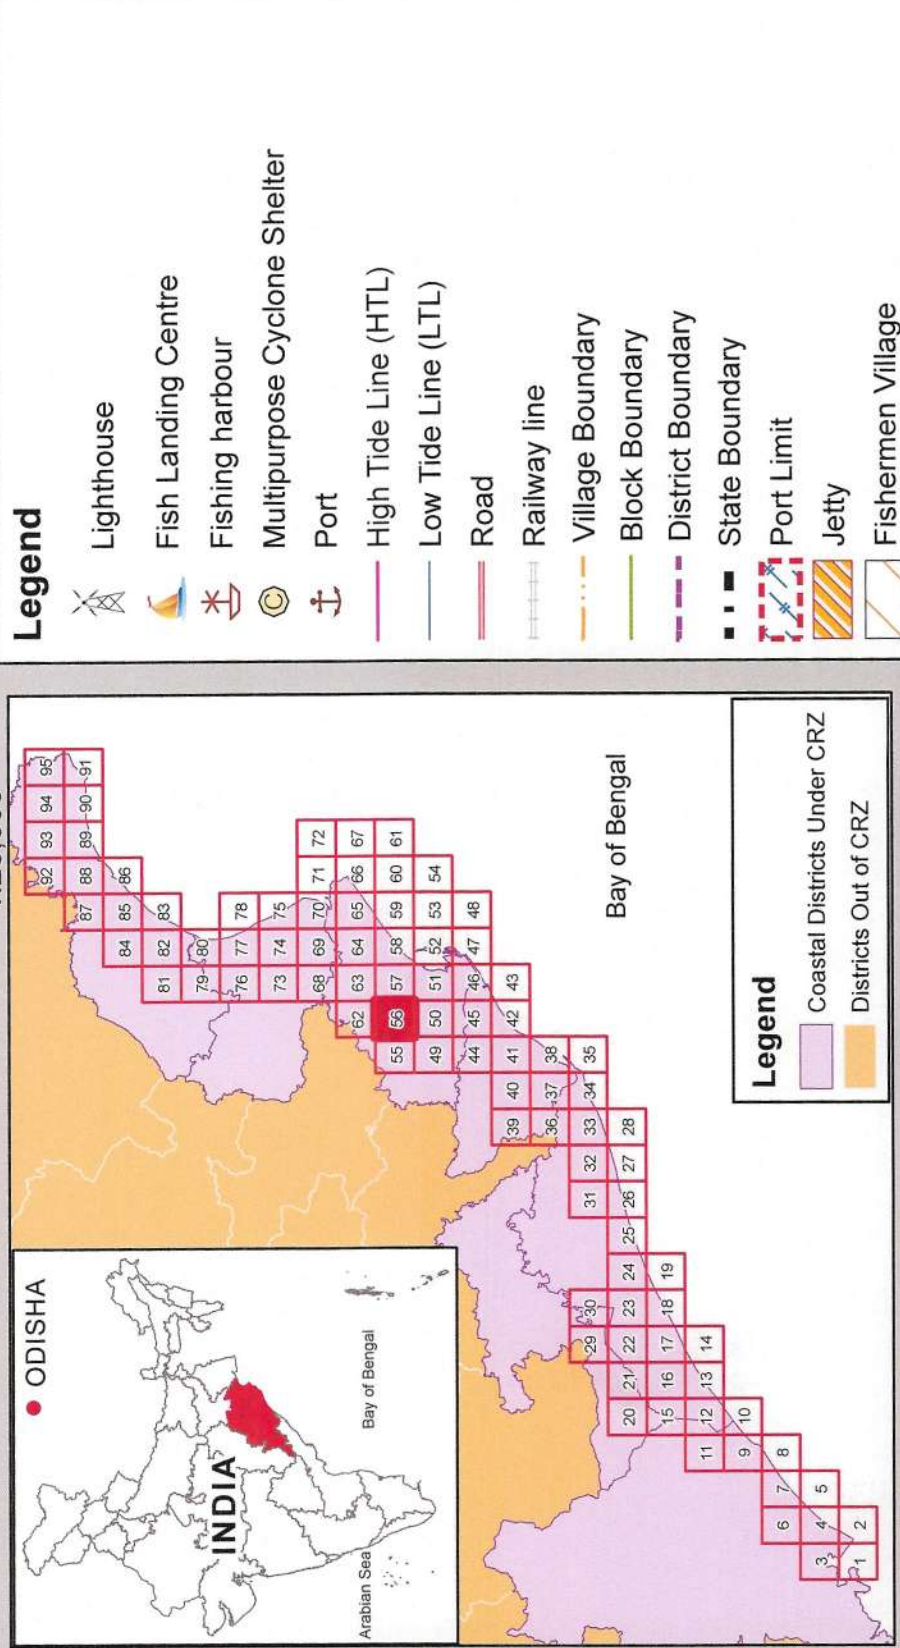 ODISHA
INDIA
Arabian Sea
Bay of Bengal
92 93 94 95
87 88 89 90 91
84 85 86
81 82 83
79 80
76 77 78
73 74 75
68 69 70 71 72
62 63 64 65 66 67
55 56 57 58 59 60 61
49 50 51 52 53 54
44 45 46 47 48
39 40 41 42 43
36 37 38
29 30 31 32 33 34 35
20 21 22 23 24 25 26 27 28
15 16 17 18 19
11 12 13 14
9 10
6 7 8
3 4 5
1 2
Bay of Bengal
Legend
Coastal Districts Under CRZ
Districts Out of CRZ
Legend
Lighthouse
Fish Landing Centre
Fishing harbour
C Multipurpose Cyclone Shelter
Port
High Tide Line (HTL)
Low Tide Line (LTL)
Road
Railway line
Village Boundary
Block Boundary
District Boundary
State Boundary
Port Limit
Jetty
Fishermen Village